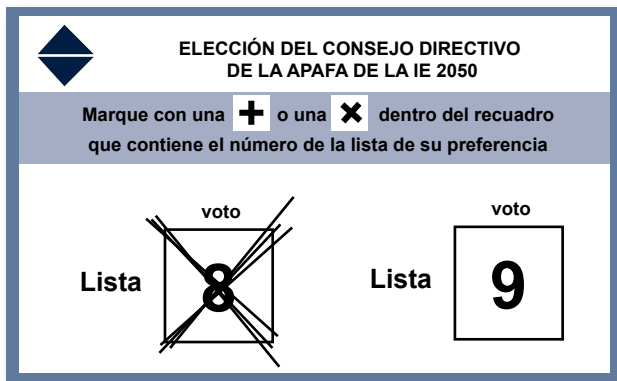 ELECCIÓN DEL CONSEJO DIRECTIVO
DE LA APAFA DE LA IE 2050
Marque con una + o una × dentro del recuadro
que contiene el número de la lista de su preferencia
voto
Lista 8
voto
Lista 9